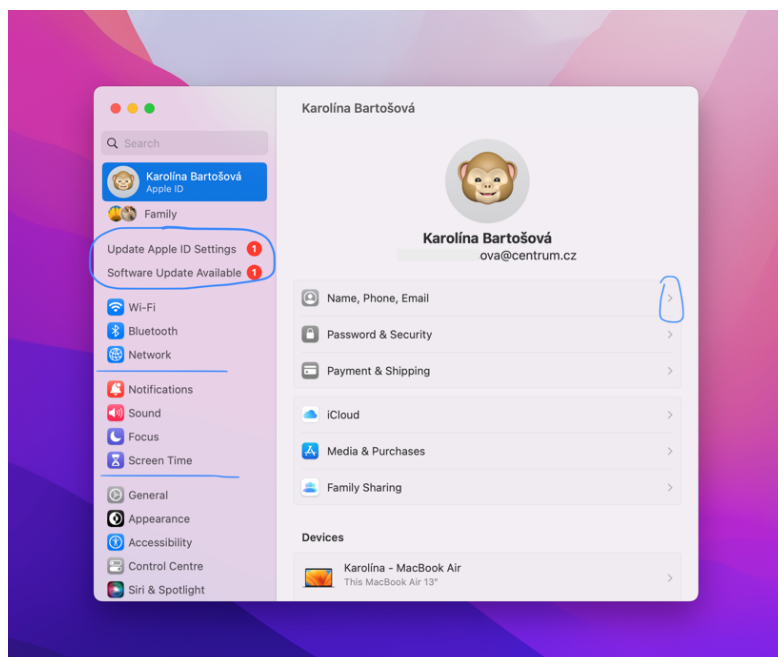 Karolína Bartošová
Search
Karolína Bartošová
Apple ID
Family
Update Apple ID Settings 1
Software Update Available 1
Wi-Fi
Bluetooth
Network
Notifications
Sound
Focus
Screen Time
General
Appearance
Accessibility
Control Centre
Siri & Spotlight
Karolína Bartošová
ova@centrum.cz
Name, Phone, Email
Password & Security
Payment & Shipping
iCloud
Media & Purchases
Family Sharing
Devices
Karolína - MacBook Air
This MacBook Air 13"